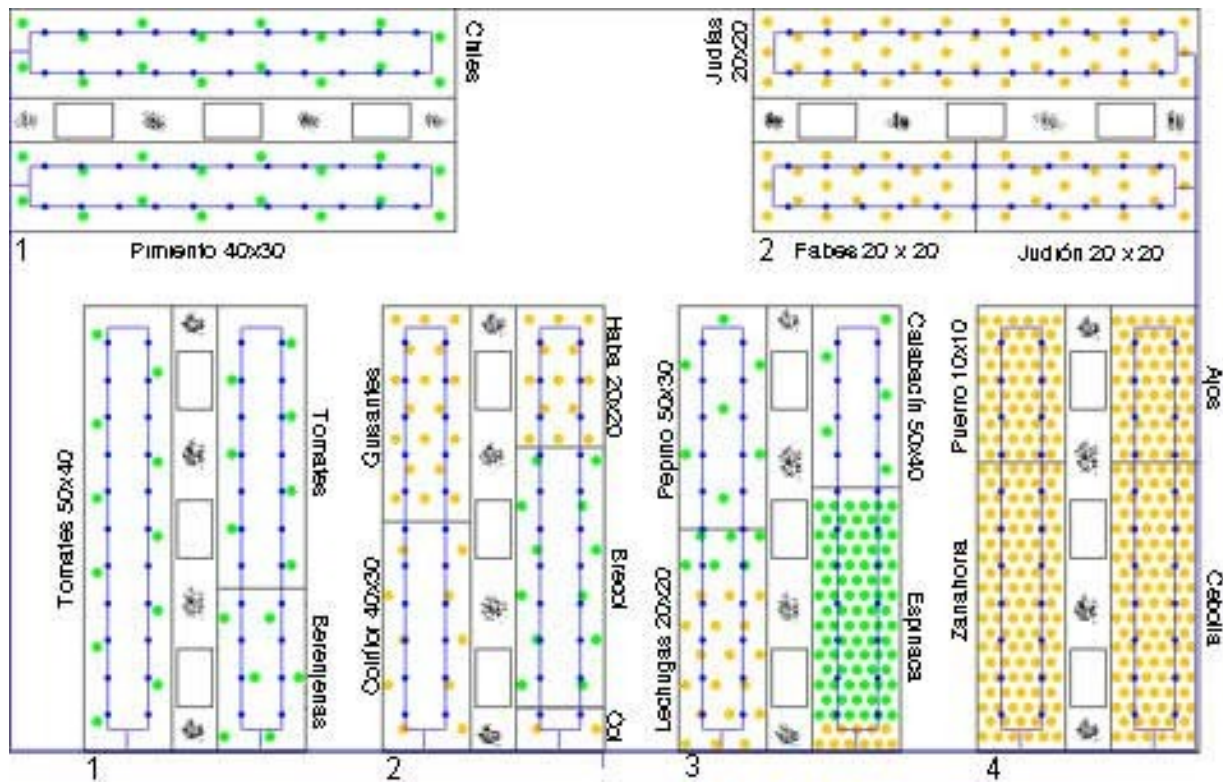 Chiles
Judías
20x20
1
Pimiento 40x30
2
Fabes 20 x 20
Judión 20 x 20
Tomates 50x40
Tomates
Berenjenas
Guisantes
Coliflor 40x30
Haba 20x20
Brecol
Col
Pepino 50x30
Lechugas 20x20
Calabacín 50x40
Espinaca
Puerro 10x10
Zanahoria
Ajos
Cebolla
1
2
3
4